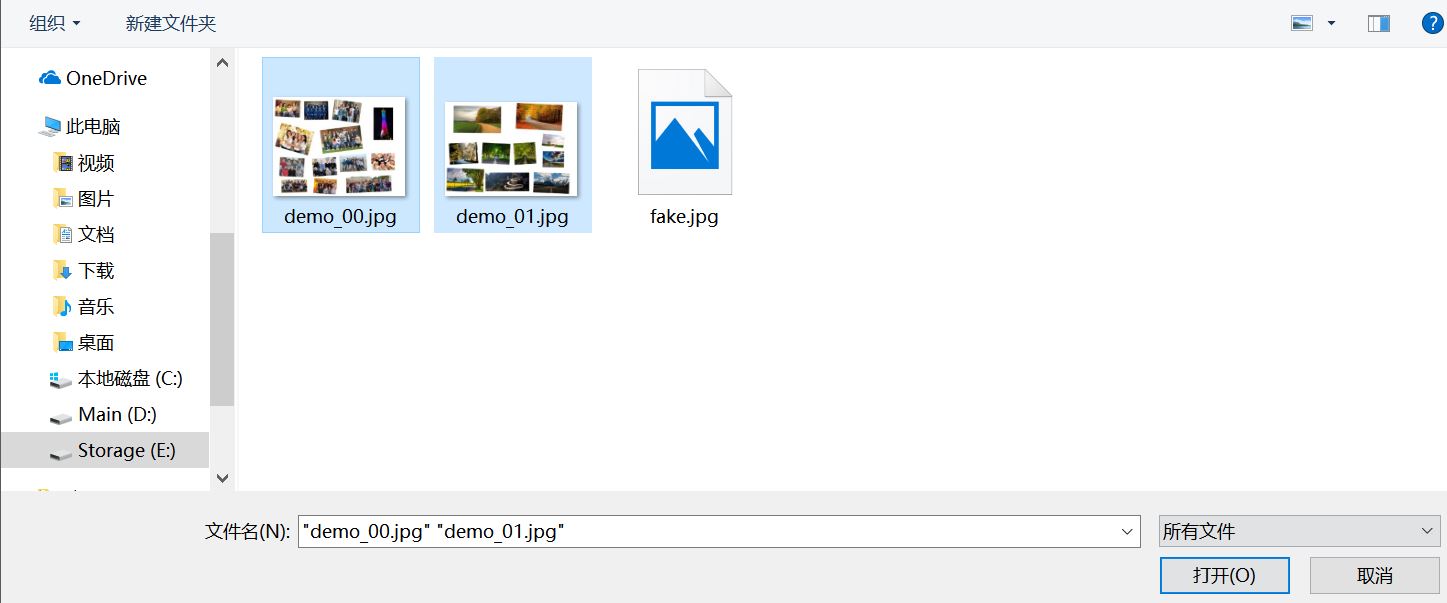 组织 新建文件夹
OneDrive
此电脑
视频
图片
文档
下载
音乐
桌面
本地磁盘 (C:)
Main (D:)
Storage (E:)
demo_00.jpg demo_01.jpg fake.jpg
文件名(N): "demo_00.jpg" "demo_01.jpg" 所有文件
打开(O) 取消